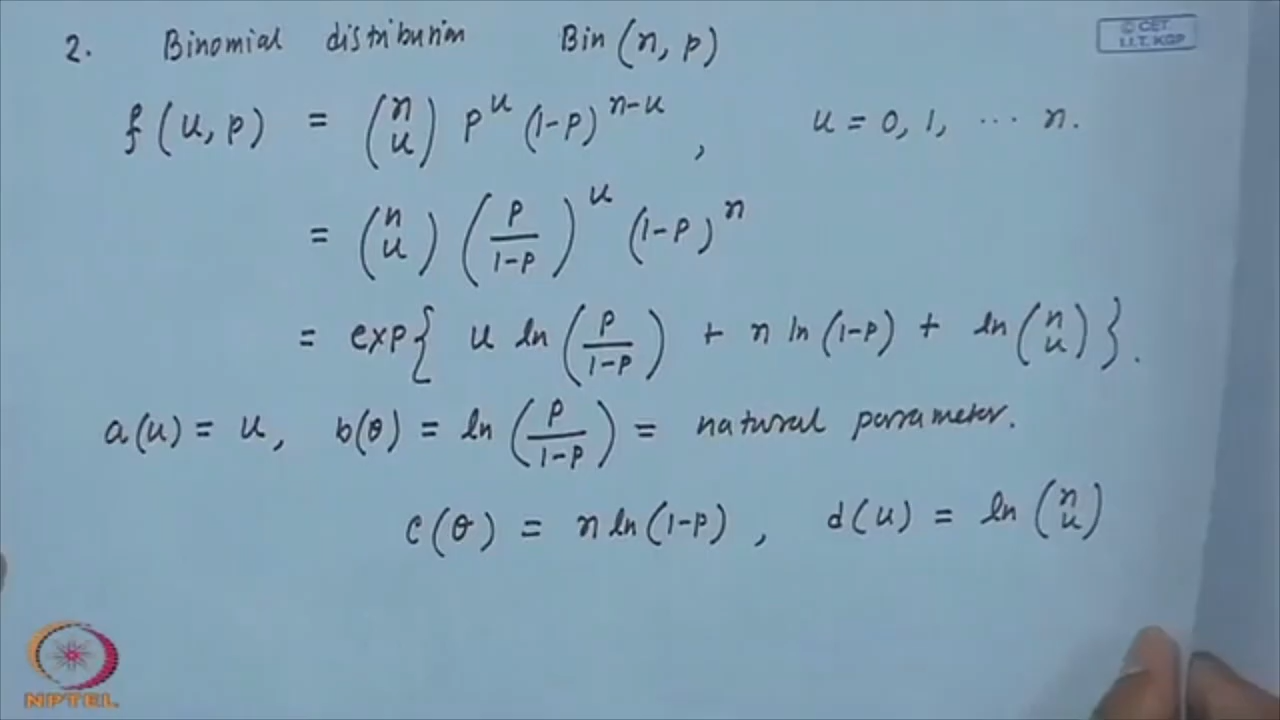 2. Binomial distribution Bin (n, p)
© CET
I.I.T. KGP
f(u, p) = (n u) p^u (1-p)^{n-u}, u = 0, 1, ... n.
= (n u) (p/1-p)^u (1-p)^n
= exp{ u ln (p/1-p) + n ln (1-p) + ln (n u) }.
a(u) = u, b(θ) = ln (p/1-p) = natural parameter.
c(θ) = n ln (1-p), d(u) = ln (n u)
NPTEL